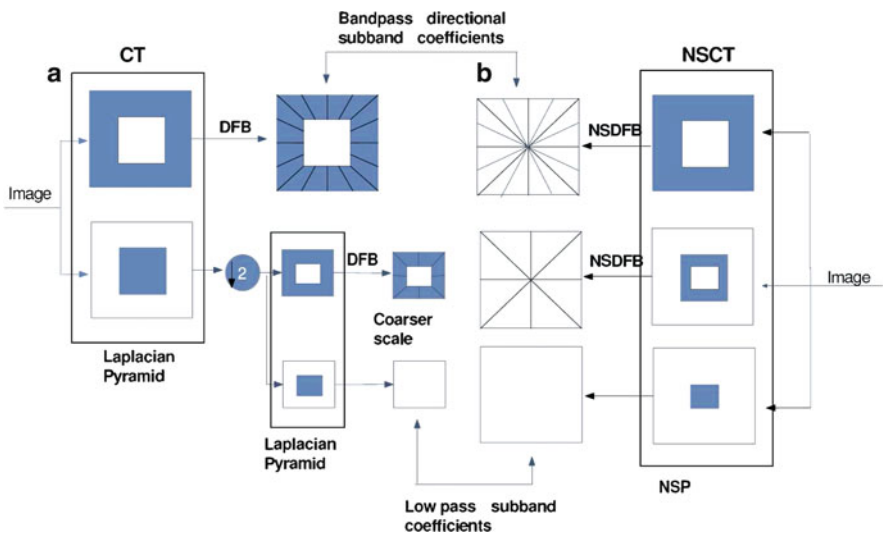 Bandpass directional
subband coefficients
CT
NSCT
a
b
DFB
NSDFB
Image
2
DFB
NSDFB
Image
Coarser
scale
Laplacian
Pyramid
Laplacian
Pyramid
NSP
Low pass subband
coefficients